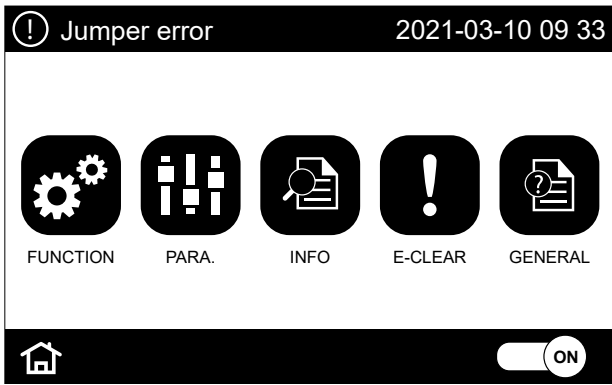 ! Jumper error 2021-03-10 09 33
! ?
FUNCTION PARA. INFO E-CLEAR GENERAL
ON